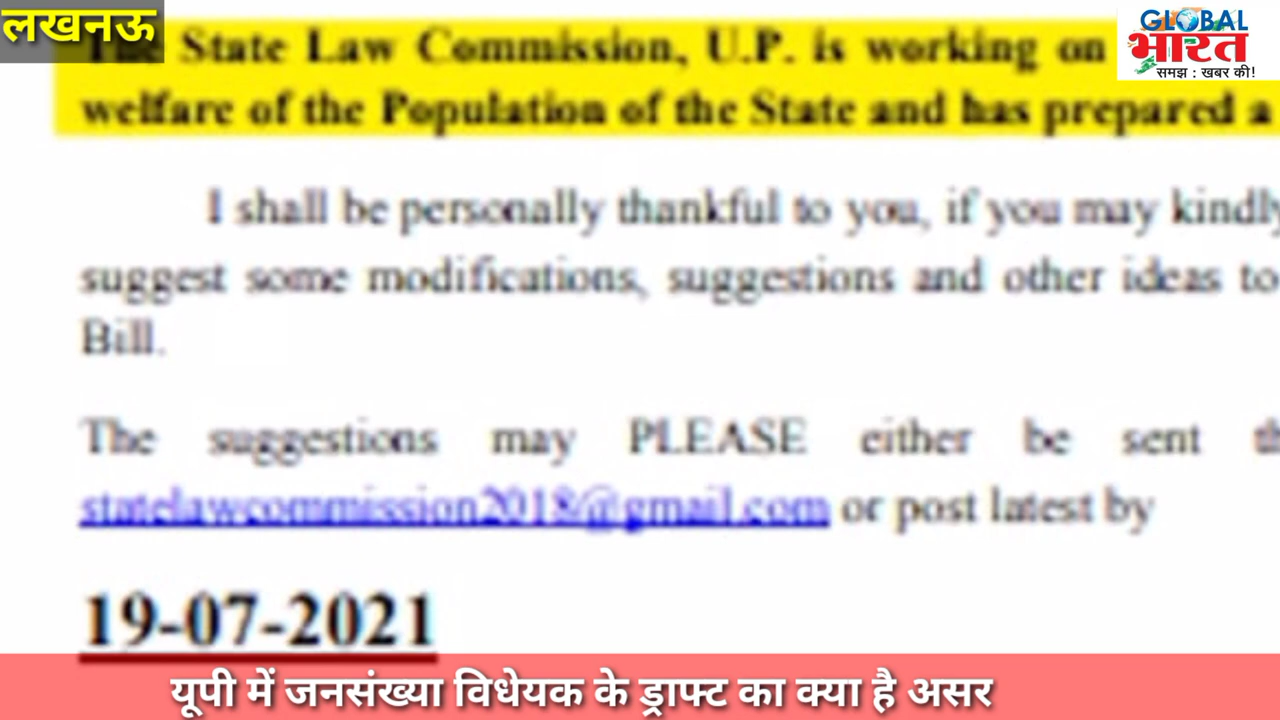 लखनऊ
GLOBAL
भारत
समझ : खबर की!
The State Law Commission, U.P. is working on
welfare of the Population of the State and has prepared a
I shall be personally thankful to you, if you may kindly
suggest some modifications, suggestions and other ideas to
Bill.
The suggestions may PLEASE either be sent th
statelawcommission2018@gmail.com or post latest by
19-07-2021
यूपी में जनसंख्या विधेयक के ड्राफ्ट का क्या है असर